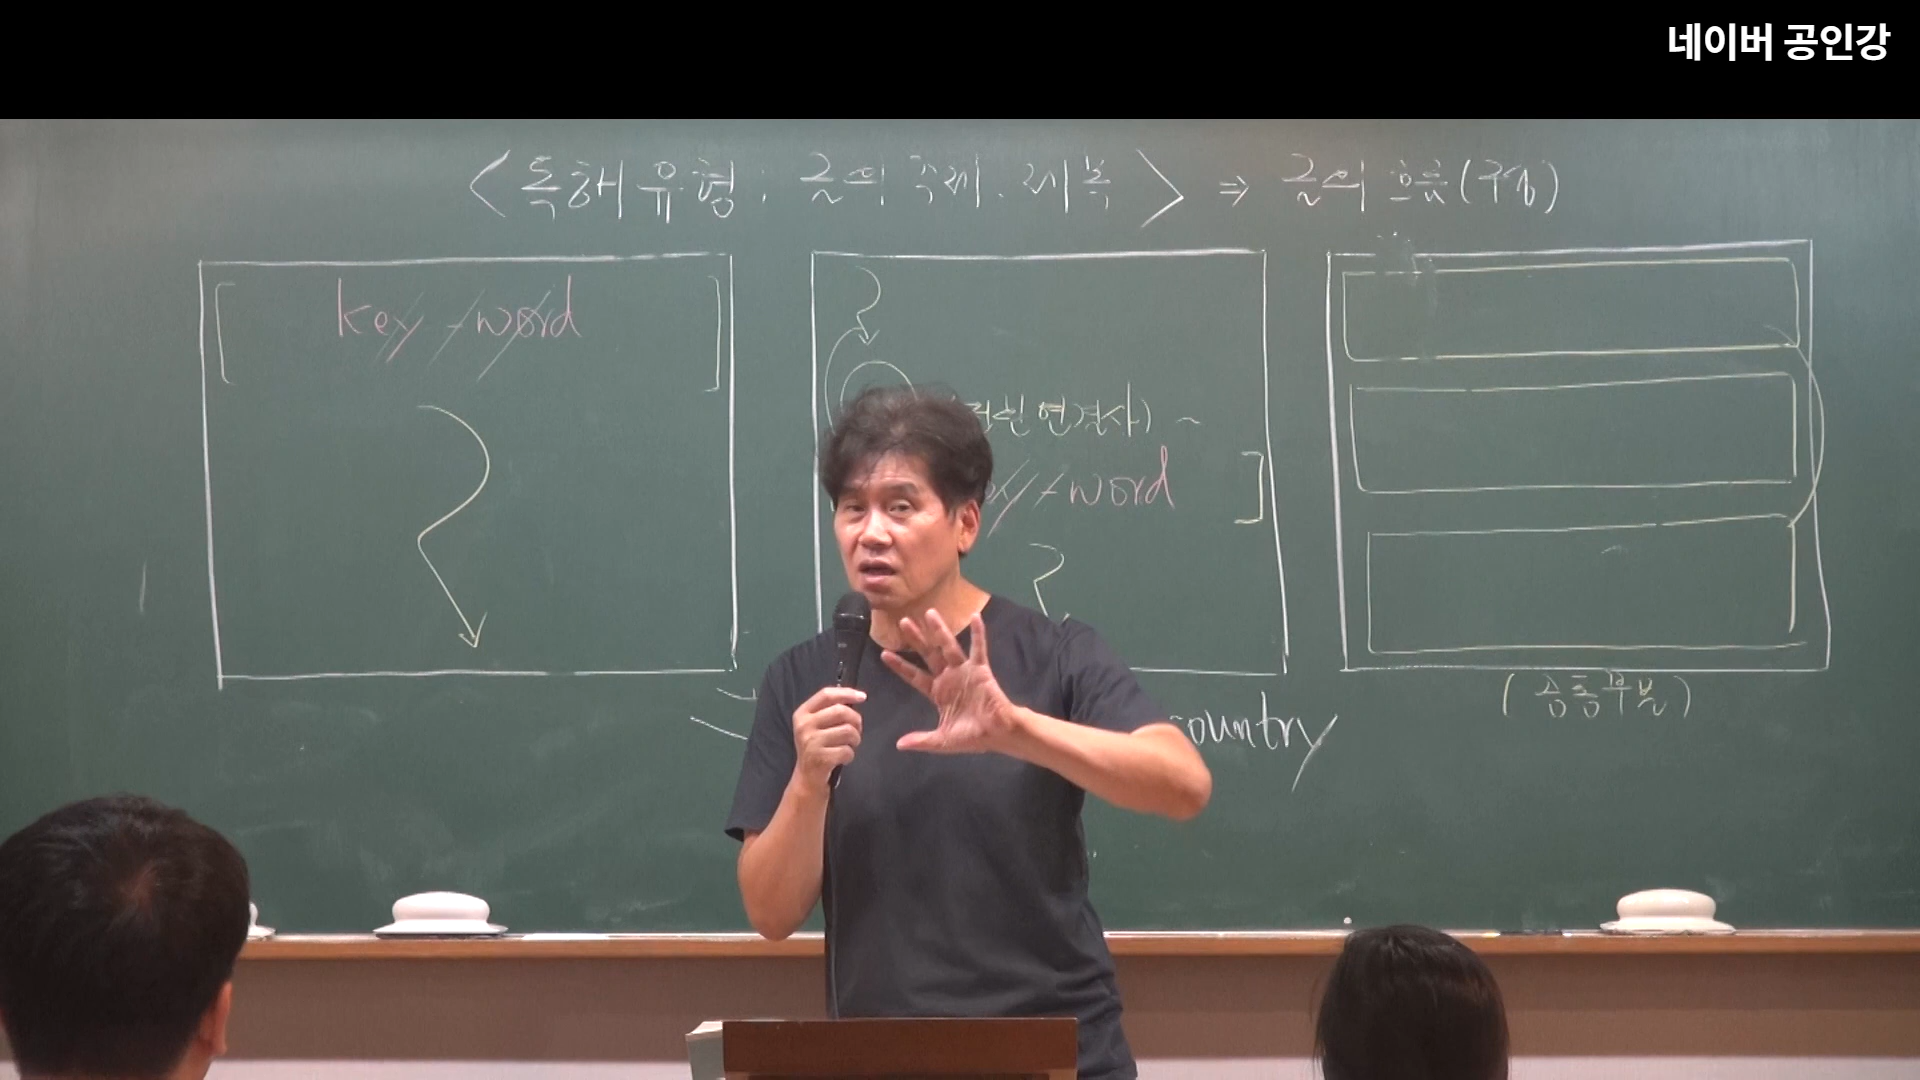 네이버 공인강
<독해 유형: 글의 주제. 제목> ⇒ 글의 흐름(구성)
key-word
연결사) ~
word
(공통부분)
ountry